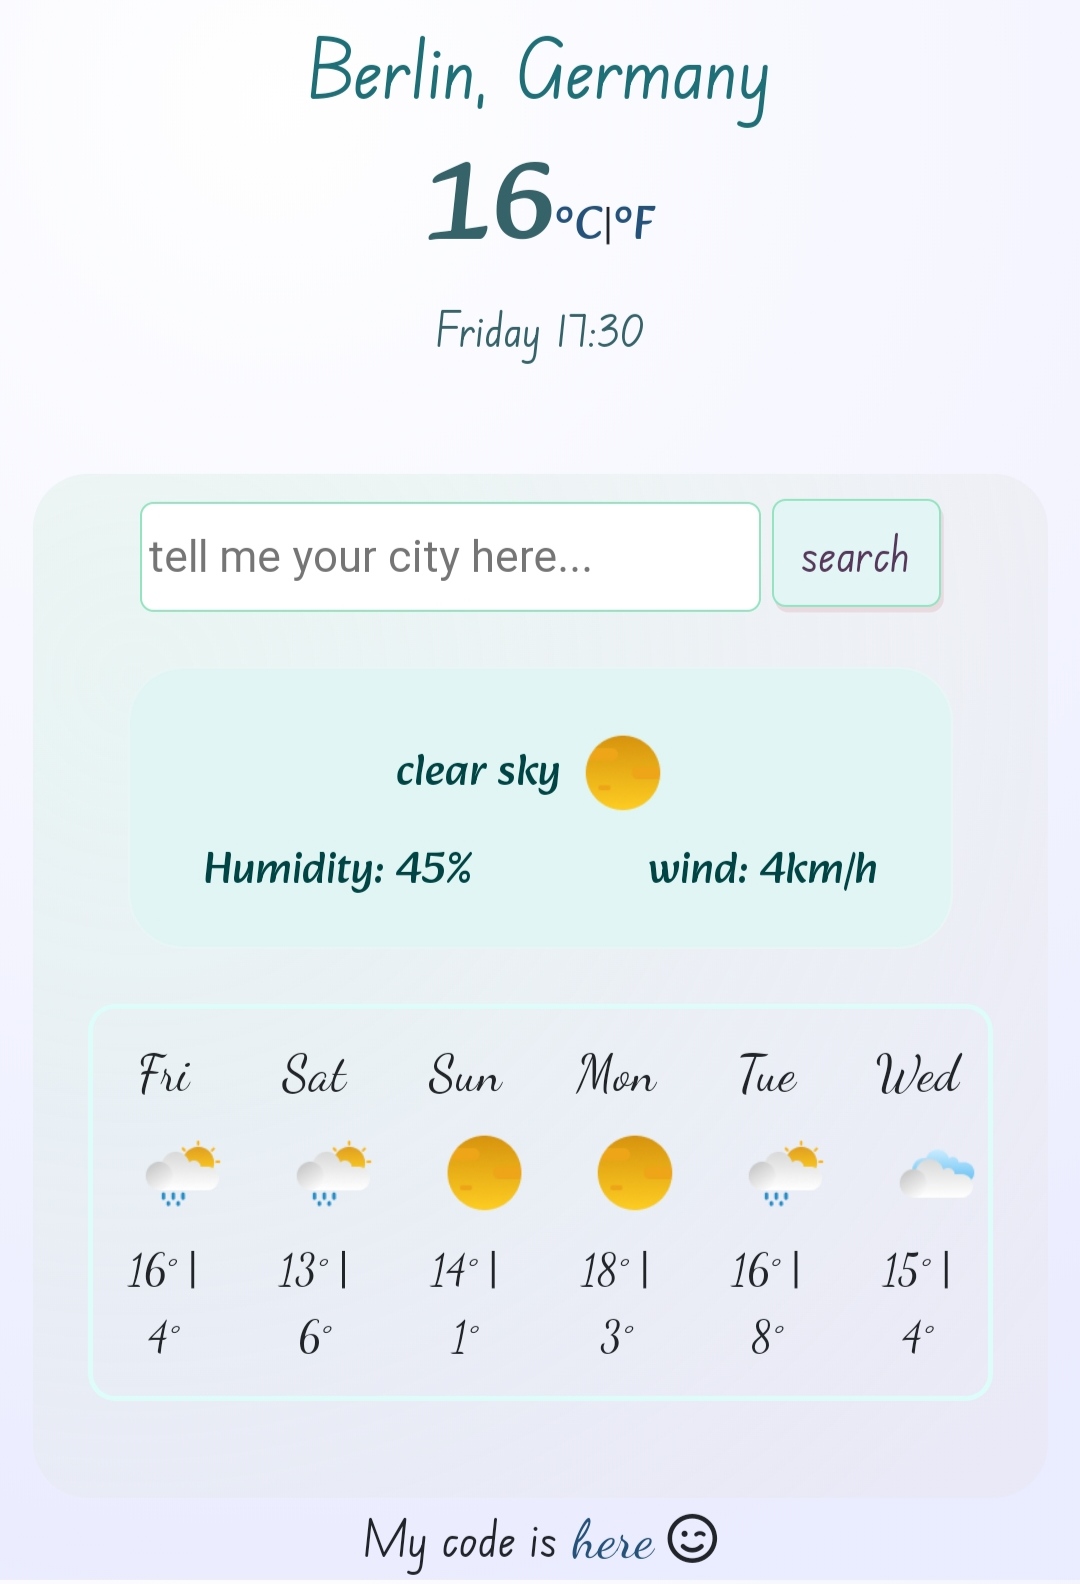 Berlin, Germany
16°C|°F
Friday 17:30
tell me your city here...
search
clear sky
Humidity: 45%
wind: 4km/h
Fri Sat Sun Mon Tue Wed
16° | 13° | 14° | 18° | 16° | 15° |
4° 6° 1° 3° 8° 4°
My code is here